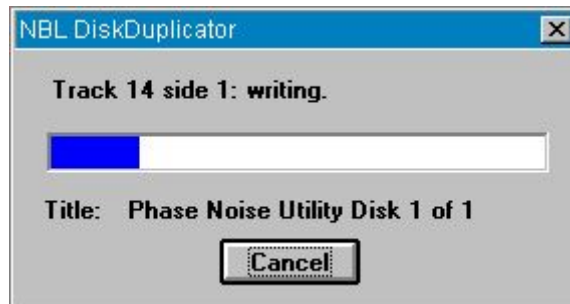 NBL DiskDuplicator
Track 14 side 1: writing.
Title: Phase Noise Utility Disk 1 of 1
Cancel